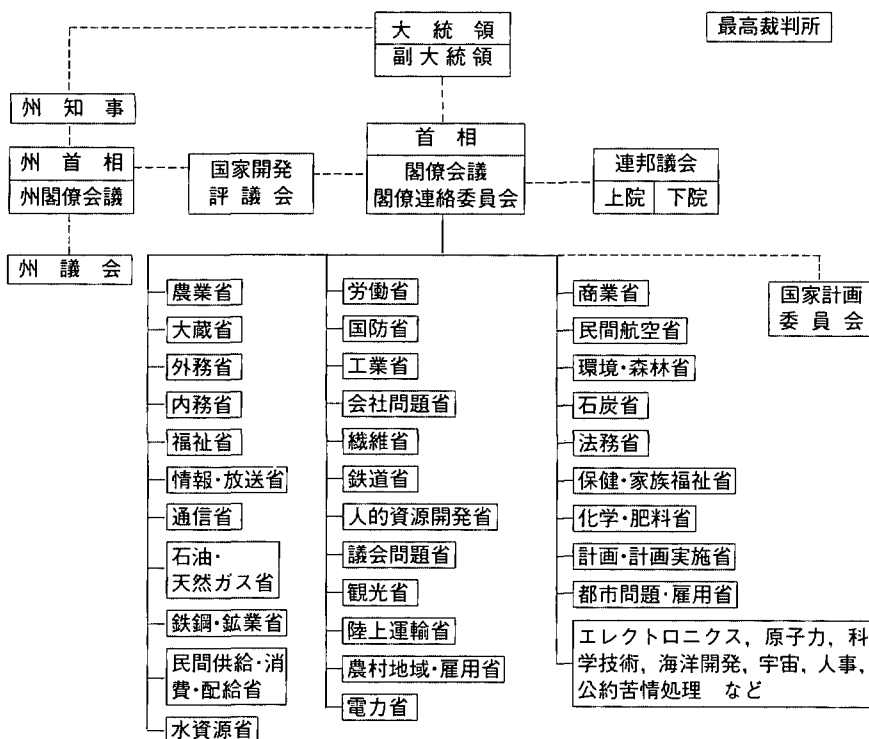 大統領
副大統領
最高裁判所
州知事
州首相
州閣僚会議
国家開発
評議会
首相
閣僚会議
閣僚連絡委員会
連邦議会
上院 下院
州議会
農業省
大蔵省
外務省
内務省
福祉省
情報・放送省
通信省
石油・
天然ガス省
鉄鋼・鉱業省
民間供給・消
費・配給省
水資源省
労働省
国防省
工業省
会社問題省
繊維省
鉄道省
人的資源開発省
議会問題省
観光省
陸上運輸省
農村地域・雇用省
電力省
商業省
民間航空省
環境・森林省
石炭省
法務省
保健・家族福祉省
化学・肥料省
計画・計画実施省
都市問題・雇用省
エレクトロニクス，原子力，科
学技術，海洋開発，宇宙，人事，
公約苦情処理 など
国家計画
委員会